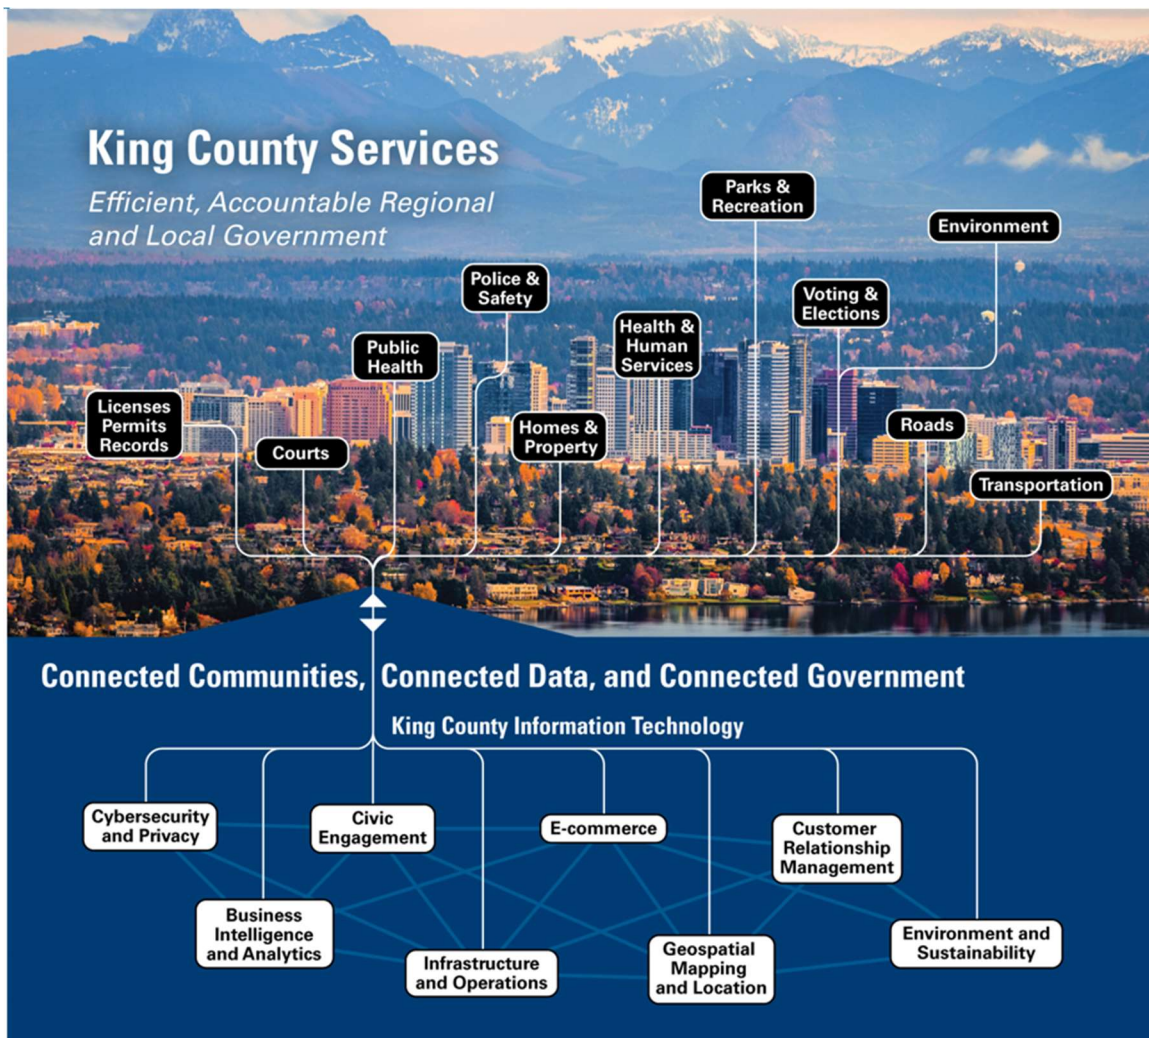 King County Services
Efficient, Accountable Regional
and Local Government
Parks &
Recreation
Environment
Police &
Safety
Voting &
Elections
Public
Health
Health &
Human
Services
Licenses
Permits
Records
Courts
Homes &
Property
Roads
Transportation
Connected Communities, Connected Data, and Connected Government
King County Information Technology
Cybersecurity
and Privacy
Civic
Engagement
E-commerce
Customer
Relationship
Management
Business
Intelligence
and Analytics
Infrastructure
and Operations
Geospatial
Mapping
and Location
Environment and
Sustainability